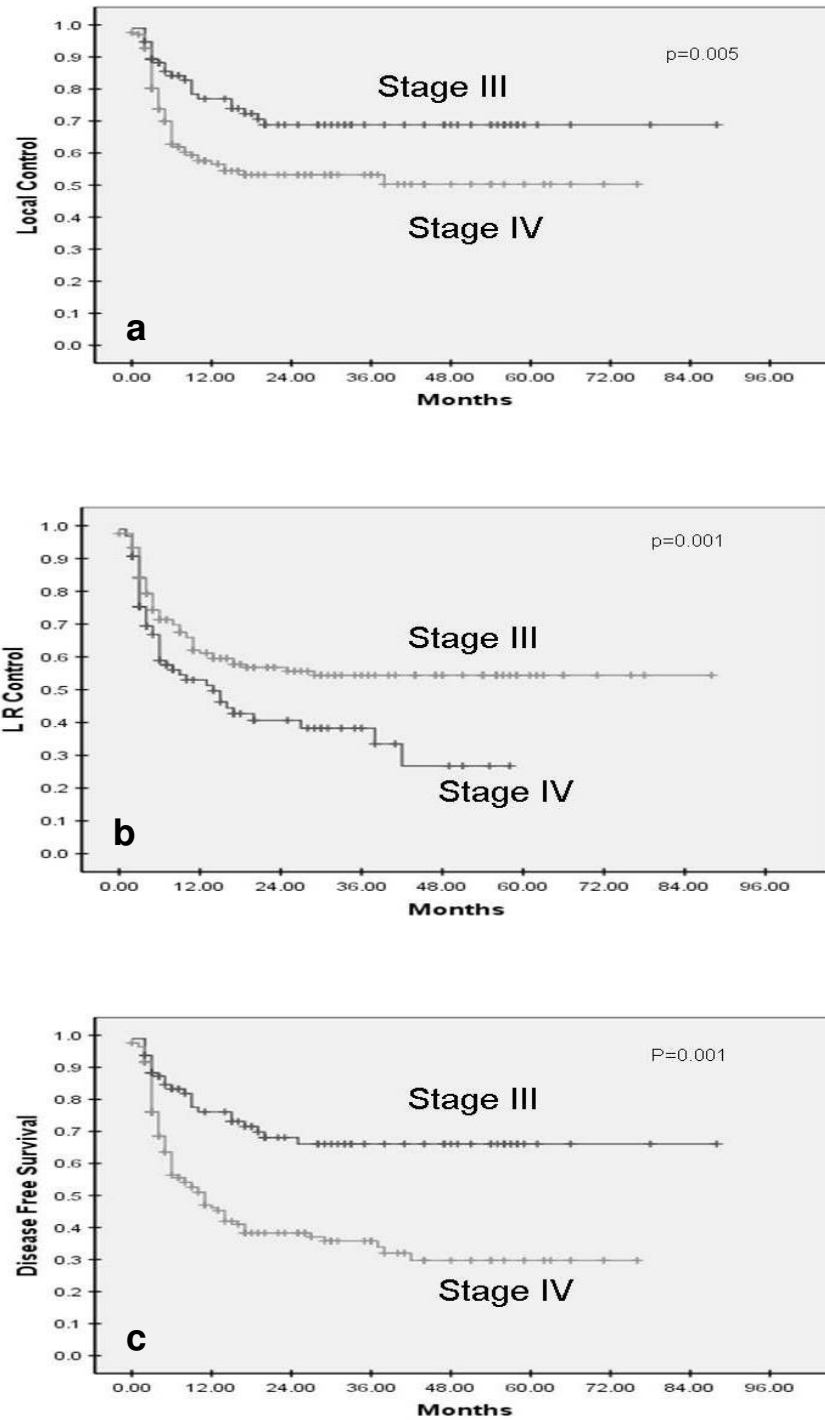 1.0
p=0.005
0.9
Stage III
0.8
0.7
0.6
Local Control
0.5
Stage IV
0.4
0.3
0.2
0.1
a
0.0
0.00 12.00 24.00 36.00 48.00 60.00 72.00 84.00 96.00
Months
1.0
p=0.001
0.9
0.8
0.7
Stage III
0.6
L R Control
0.5
0.4
0.3
Stage IV
0.2
0.1
b
0.0
0.00 12.00 24.00 36.00 48.00 60.00 72.00 84.00 96.00
Months
1.0
P=0.001
0.9
Stage III
0.8
0.7
0.6
Disease Free Survival
0.5
0.4
0.3
Stage IV
0.2
0.1
c
0.0
0.00 12.00 24.00 36.00 48.00 60.00 72.00 84.00 96.00
Months